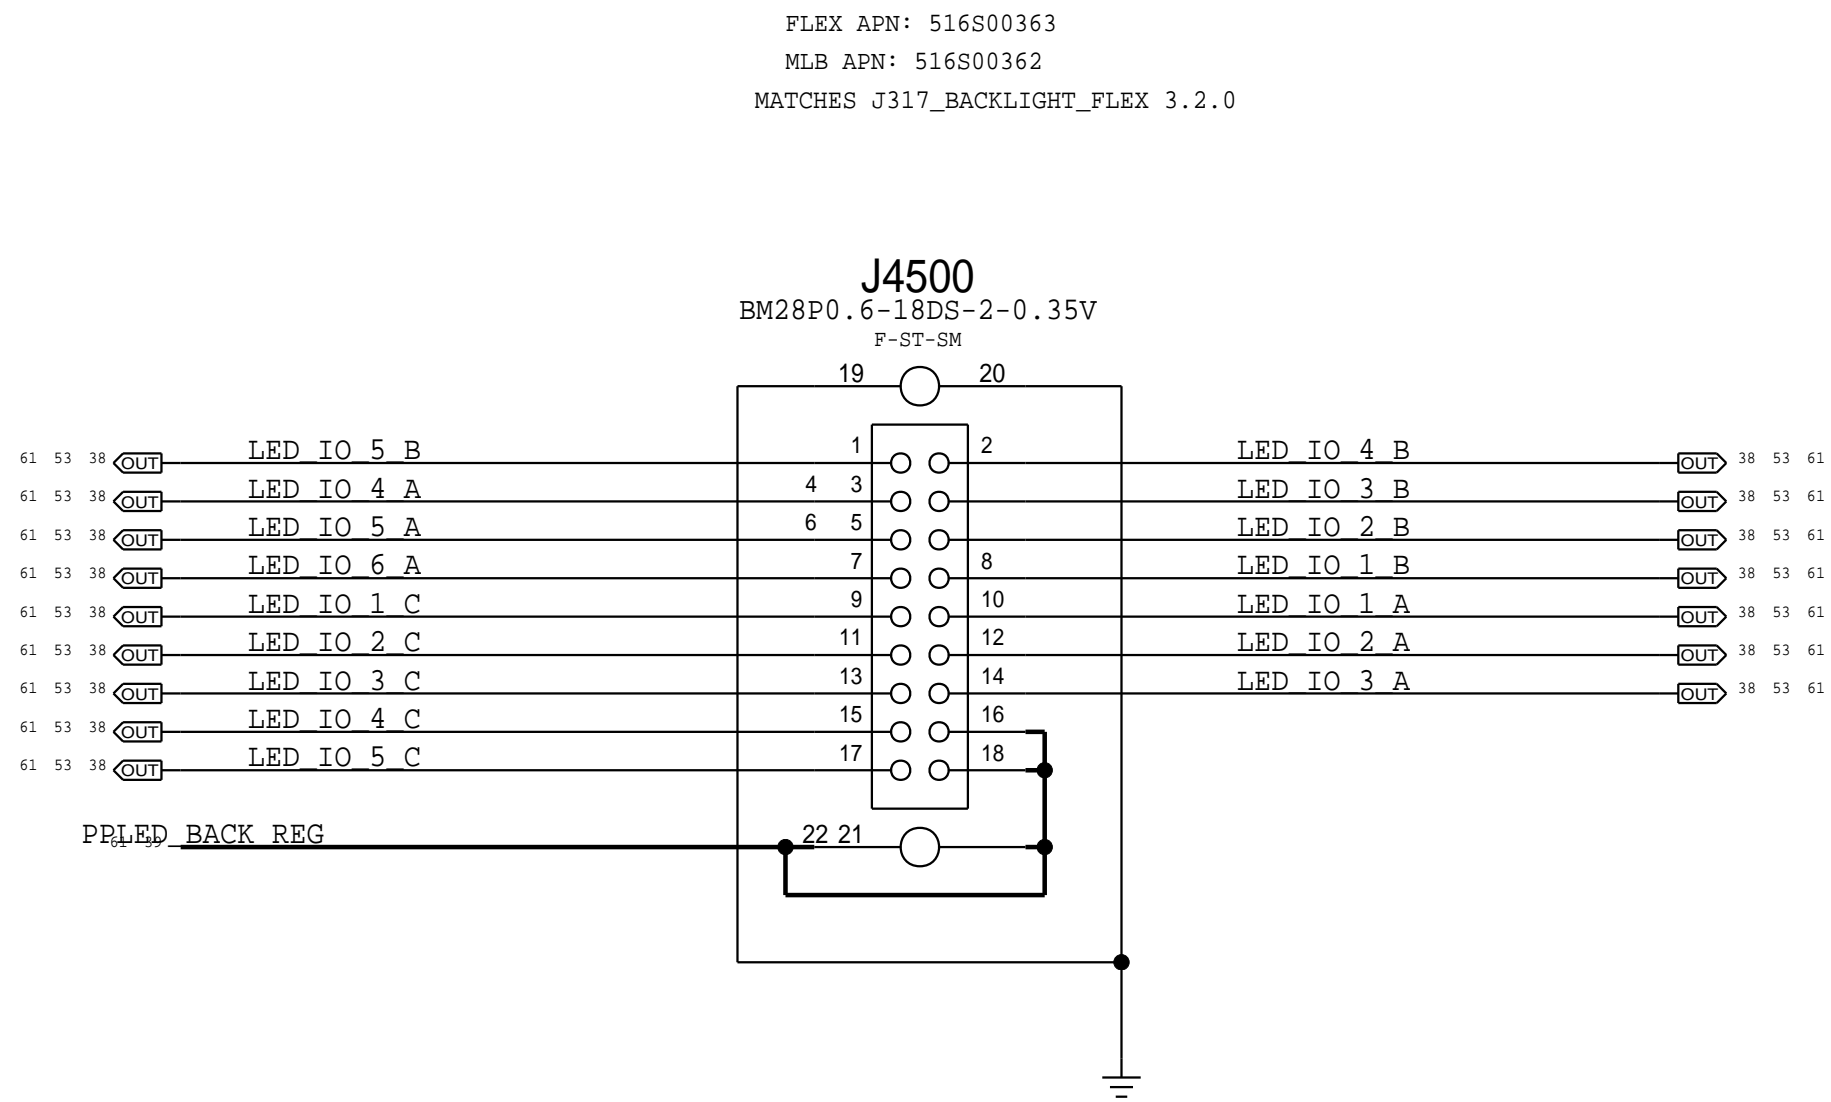 FLEX APN: 516S00363
MLB APN: 516S00362
MATCHES J317_BACKLIGHT_FLEX 3.2.0
J4500
BM28P0.6-18DS-2-0.35V
F-ST-SM
19 20
61 53 38 OUT LED_IO_5_B 1 2 LED_IO_4_B OUT 38 53 61
61 53 38 OUT LED_IO_4_A 4 3 LED_IO_3_B OUT 38 53 61
61 53 38 OUT LED_IO_5_A 6 5 LED_IO_2_B OUT 38 53 61
61 53 38 OUT LED_IO_6_A 7 8 LED_IO_1_B OUT 38 53 61
61 53 38 OUT LED_IO_1_C 9 10 LED_IO_1_A OUT 38 53 61
61 53 38 OUT LED_IO_2_C 11 12 LED_IO_2_A OUT 38 53 61
61 53 38 OUT LED_IO_3_C 13 14 LED_IO_3_A OUT 38 53 61
61 53 38 OUT LED_IO_4_C 15 16
61 53 38 OUT LED_IO_5_C 17 18
PPLED_BACK_REG 22 21
61 39